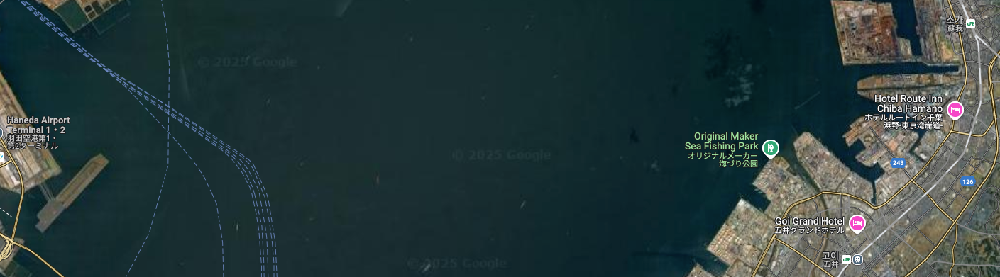 소가
蘇我
© 2025 Google
Hotel Route Inn
Chiba Hamano
ホテルルートイン千葉
浜野-東京湾岸道-
Haneda Airport
Terminal 1・2
羽田空港第1・
第2ターミナル
Original Maker
Sea Fishing Park
オリジナルメーカー
海づり公園
© 2025 Google
243
126
Goi Grand Hotel
五井グランドホテル
고이
五井
JR
© 2025 Google